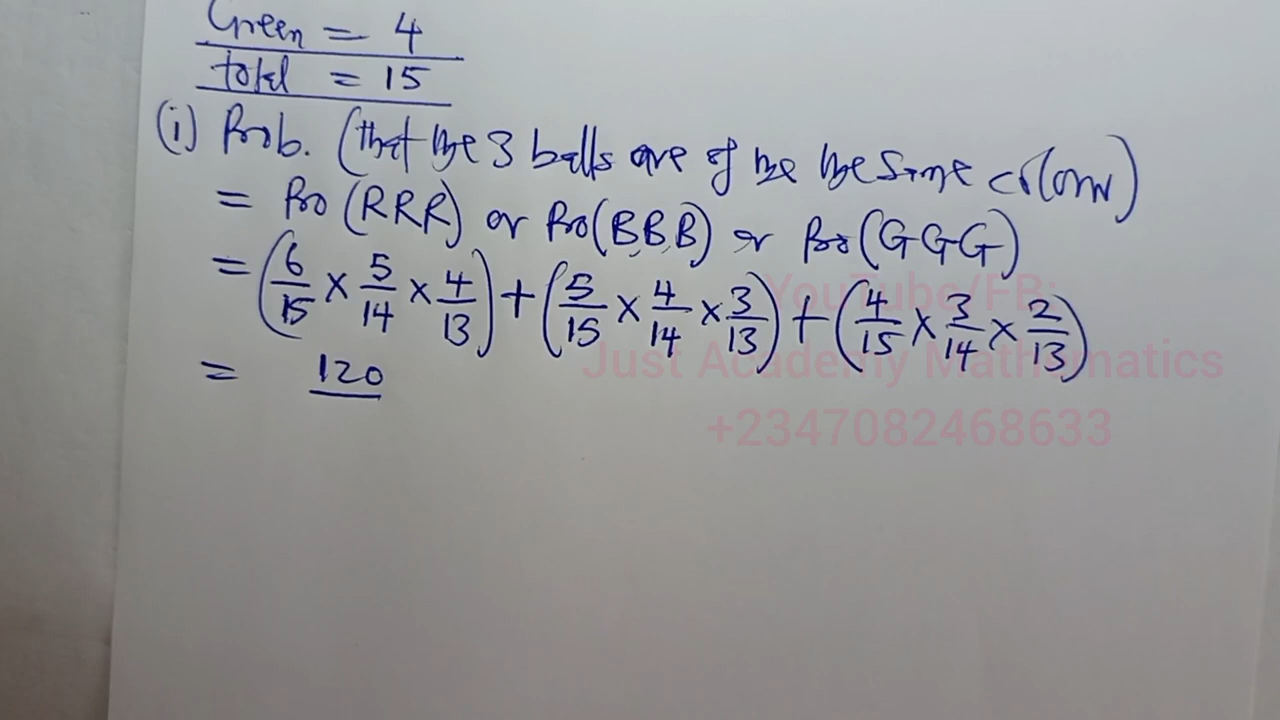 Green = 4
total = 15
(i) Prob. (that the 3 balls are of the the same colour)
= Pro (RRR) or Pro(B,B,B) or Pro(GGG)
= (6/15 × 5/14 × 4/13) + (5/15 × 4/14 × 3/13) + (4/15 × 3/14 × 2/13)
= 120
YouTube/FB:
Just Academy Mathematics
+2347082468633